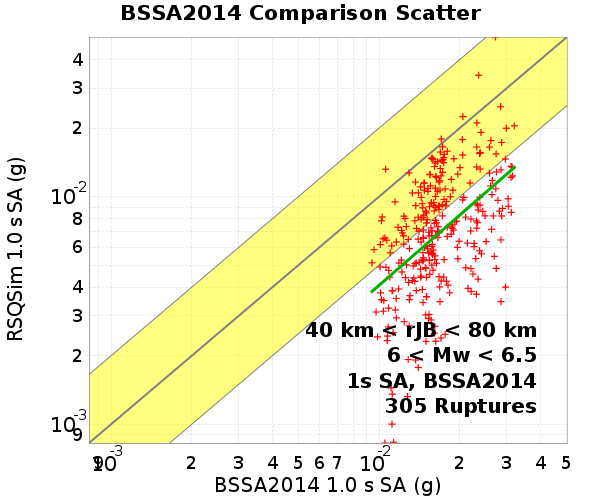 BSSA2014 Comparison Scatter
4
3
2
10-2
8
6
4
3
2
10-3
9
RSQSim 1.0 s SA (g)
40 km < rJB < 80 km
6 < Mw < 6.5
1s SA, BSSA2014
305 Ruptures
9 10-3 2 3 4 5 6 7 10-2 2 3 4 5
BSSA2014 1.0 s SA (g)